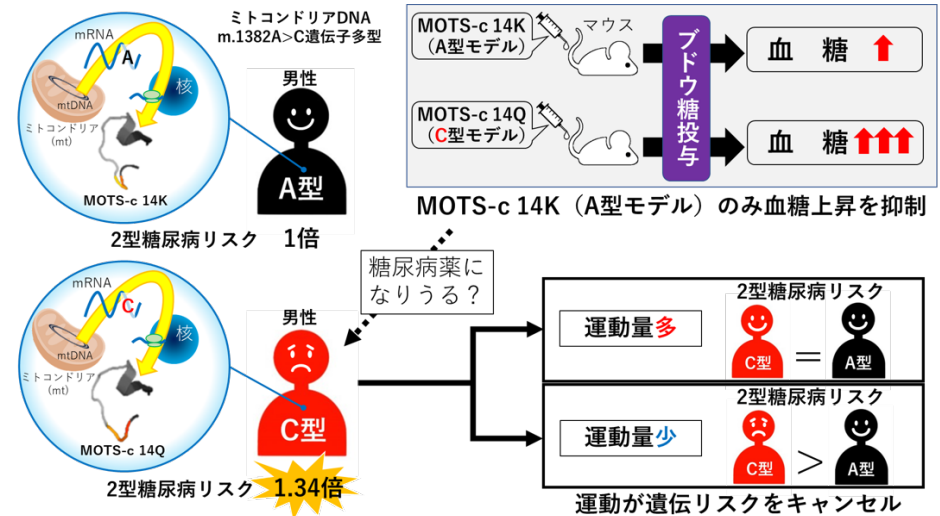 ミトコンドリアDNA
m.1382A>C遺伝子多型
mRNA
A
核
mtDNA
ミトコンドリア
(mt)
MOTS-c 14K
男性
A型
2型糖尿病リスク 1倍
MOTS-c 14K
（A型モデル）
マウス
MOTS-c 14Q
（C型モデル）
ブドウ糖投与
血 糖
血 糖
MOTS-c 14K（A型モデル）のみ血糖上昇を抑制
糖尿病薬に
なりうる？
mRNA
C
核
mtDNA
ミトコンドリア
(mt)
MOTS-c 14Q
男性
C型
2型糖尿病リスク 1.34倍
運動量多
2型糖尿病リスク
C型 = A型
運動量少
2型糖尿病リスク
C型 > A型
運動が遺伝リスクをキャンセル